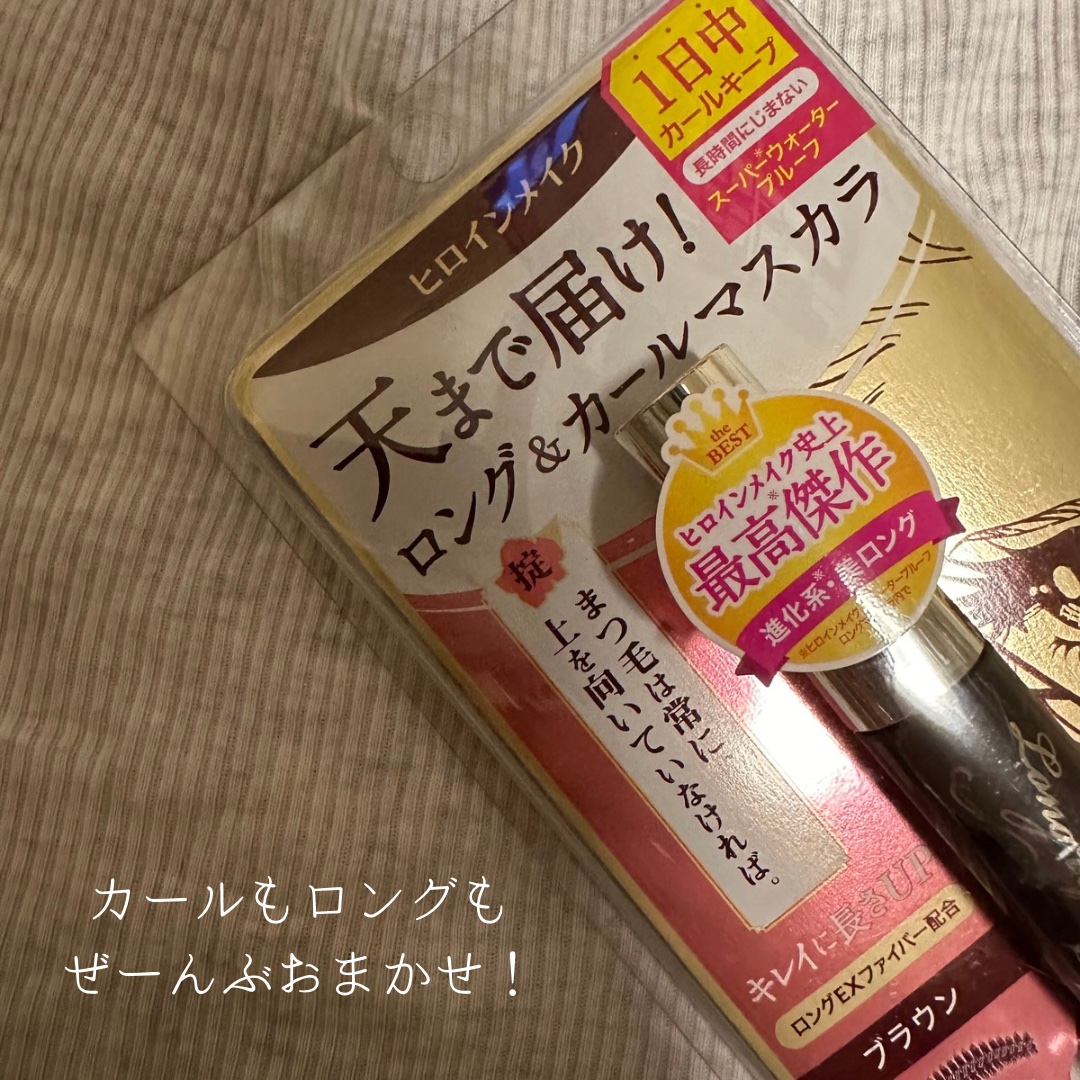 1日中
カールキープ
長時間にじまない
スーパー※ウォーター
プルーフ
ヒロインメイク
天まで届け!
ロング&カールマスカラ
the
BEST
ヒロインメイク史上
最高※傑作
進化系・※美ロング
掟
まつ毛は常に
上を向いていなければ。
キレイに長さUP
ロングEXファイバー配合
ブラウン
カールもロングも
ぜーんぶおまかせ!